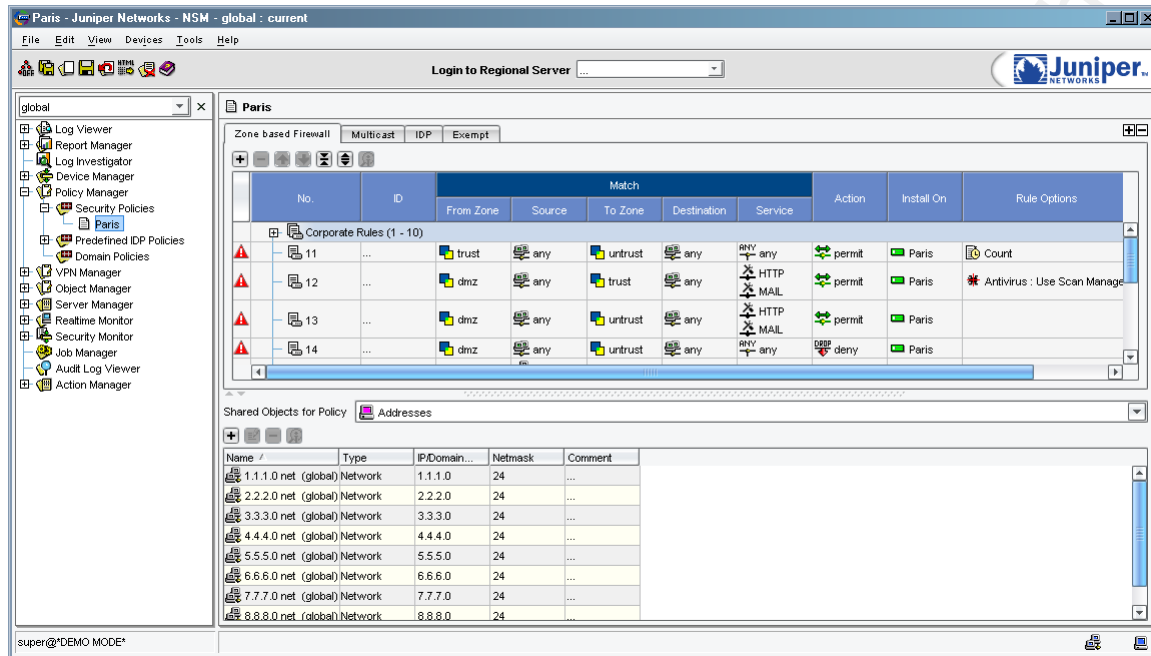 Paris - Juniper Networks - NSM - global : current
File Edit View Devices Tools Help
Login to Regional Server ...
Juniper
NETWORKS
global
Log Viewer
Report Manager
Log Investigator
Device Manager
Policy Manager
Security Policies
Paris
Predefined IDP Policies
Domain Policies
VPN Manager
Object Manager
Server Manager
Realtime Monitor
Security Monitor
Job Manager
Audit Log Viewer
Action Manager
Paris
Zone based Firewall Multicast IDP Exempt
No. ID Match Action Install On Rule Options
From Zone Source To Zone Destination Service
Corporate Rules (1 - 10)
11 ... trust any untrust any ANY any permit Paris Count
12 ... dmz any trust any HTTP MAIL permit Paris Antivirus : Use Scan Manage
13 ... dmz any untrust any HTTP MAIL permit Paris
14 ... dmz any untrust any ANY any DROP deny Paris
Shared Objects for Policy Addresses
Name / Type IP/Domain... Netmask Comment
1.1.1.0 net (global) Network 1.1.1.0 24 ...
2.2.2.0 net (global) Network 2.2.2.0 24 ...
3.3.3.0 net (global) Network 3.3.3.0 24 ...
4.4.4.0 net (global) Network 4.4.4.0 24 ...
5.5.5.0 net (global) Network 5.5.5.0 24 ...
6.6.6.0 net (global) Network 6.6.6.0 24 ...
7.7.7.0 net (global) Network 7.7.7.0 24 ...
8.8.8.0 net (global) Network 8.8.8.0 24 ...
super@*DEMO MODE*